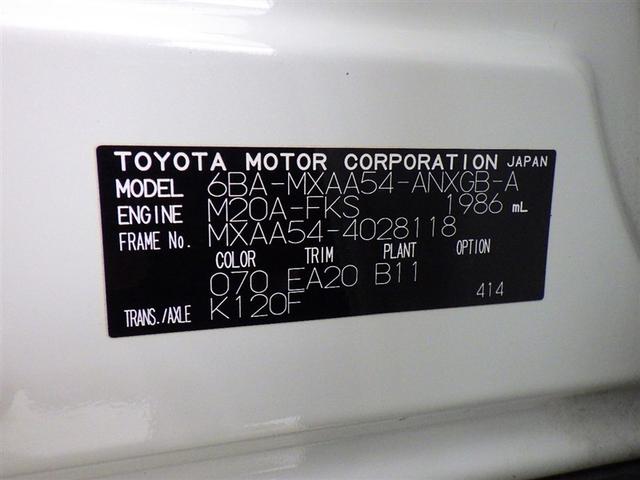 TOYOTA MOTOR CORPORATION JAPAN
MODEL 6BA-MXAA54-ANXGB-A
ENGINE M20A-FKS 1986 mL
FRAME No. MXAA54-4028118
COLOR TRIM PLANT OPTION
070 EA20 B11
TRANS./AXLE K120F 414